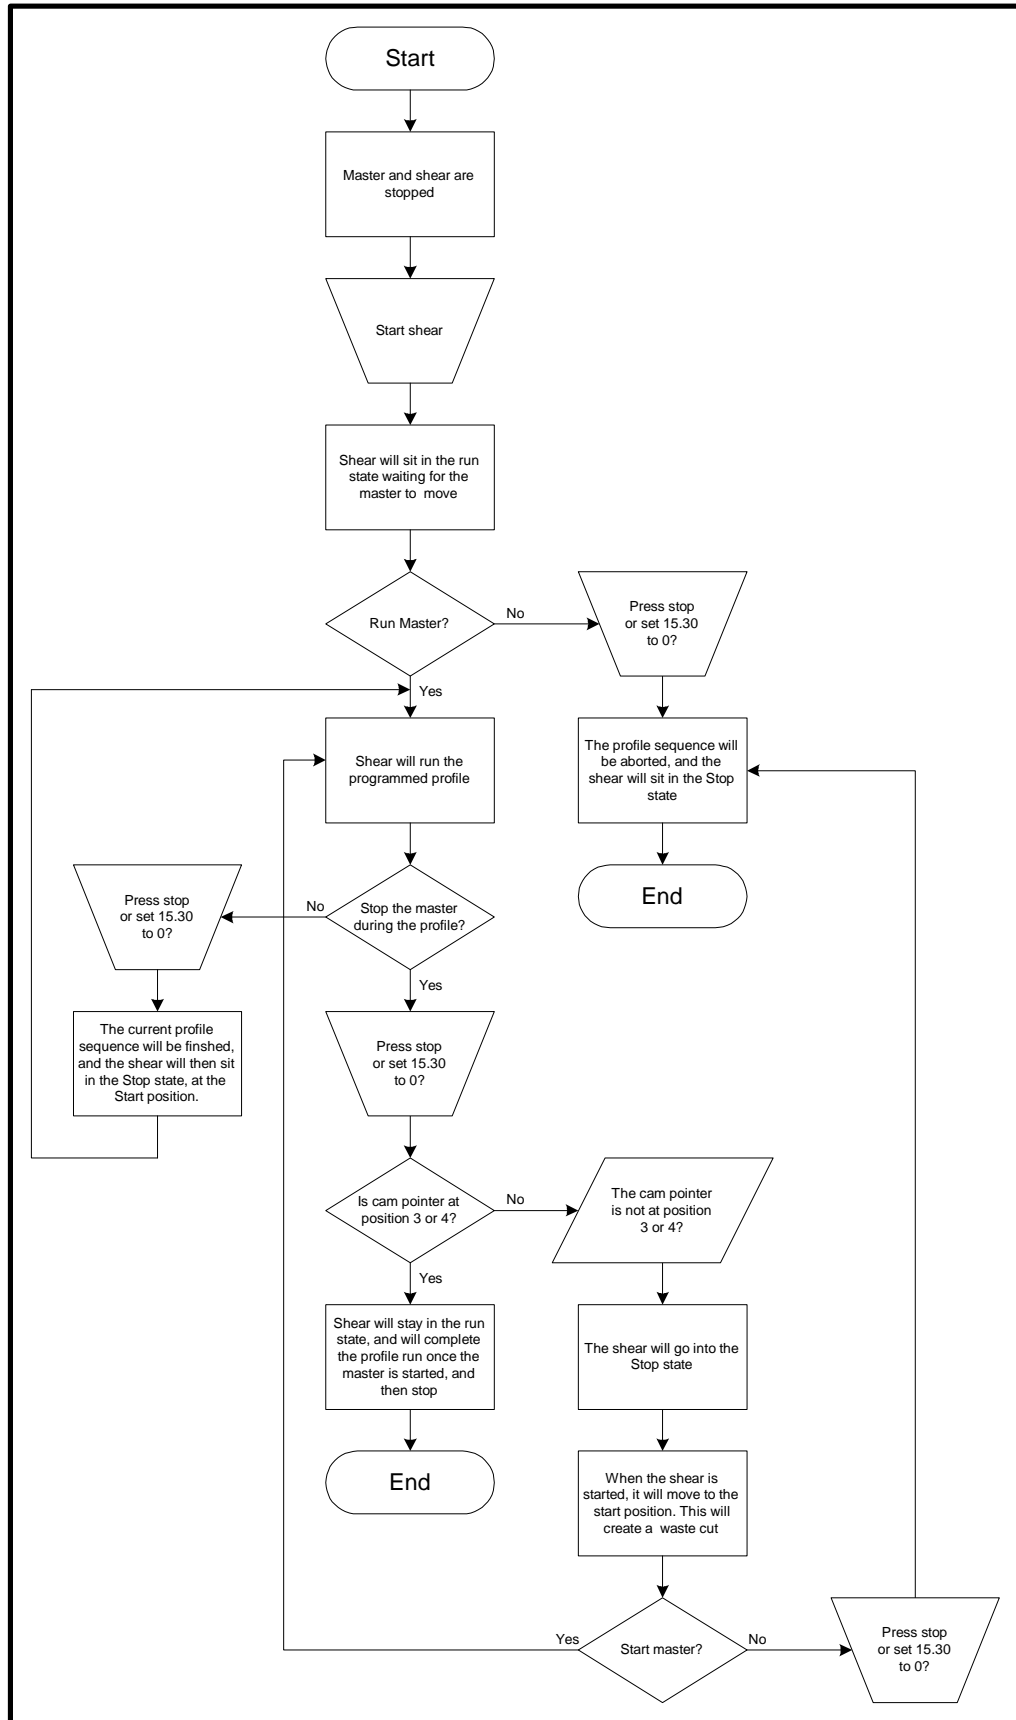 Start
Master and shear are
stopped
Start shear
Shear will sit in the run
state waiting for the
master to move
Run Master?
No
Press stop
or set 15.30
to 0?
Yes
Shear will run the
programmed profile
The profile sequence will
be aborted, and the
shear will sit in the Stop
state
Stop the master
during the profile?
No
Press stop
or set 15.30
to 0?
End
Yes
The current profile
sequence will be finshed,
and the shear will then sit
in the Stop state, at the
Start position.
Press stop
or set 15.30
to 0?
Is cam pointer at
position 3 or 4?
No
The cam pointer
is not at position
3 or 4?
Yes
Shear will stay in the run
state, and will complete
the profile run once the
master is started, and
then stop
The shear will go into the
Stop state
End
When the shear is
started, it will move to the
start position. This will
create a waste cut
Yes
Start master?
No
Press stop
or set 15.30
to 0?